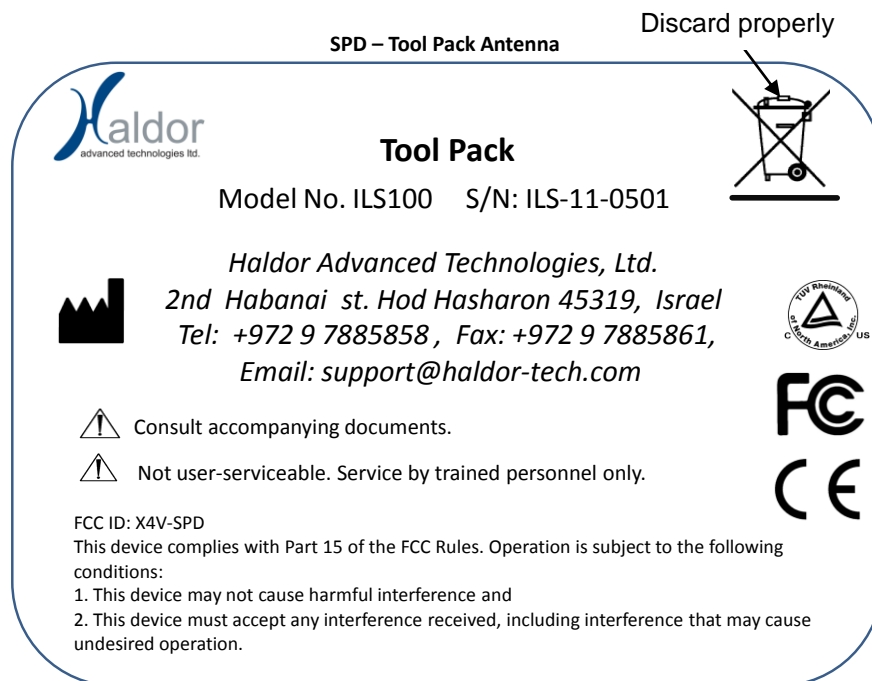 Discard properly
SPD – Tool Pack Antenna
Haldor
advanced technologies ltd.
Tool Pack
Model No. ILS100 S/N: ILS-11-0501
Haldor Advanced Technologies, Ltd.
2nd Habanai st. Hod Hasharon 45319, Israel
Tel: +972 9 7885858 , Fax: +972 9 7885861,
Email: support@haldor-tech.com
TUV Rheinland
of North America, Inc.
C US
FC
CE
Consult accompanying documents.
Not user-serviceable. Service by trained personnel only.
FCC ID: X4V-SPD
This device complies with Part 15 of the FCC Rules. Operation is subject to the following
conditions:
1. This device may not cause harmful interference and
2. This device must accept any interference received, including interference that may cause
undesired operation.